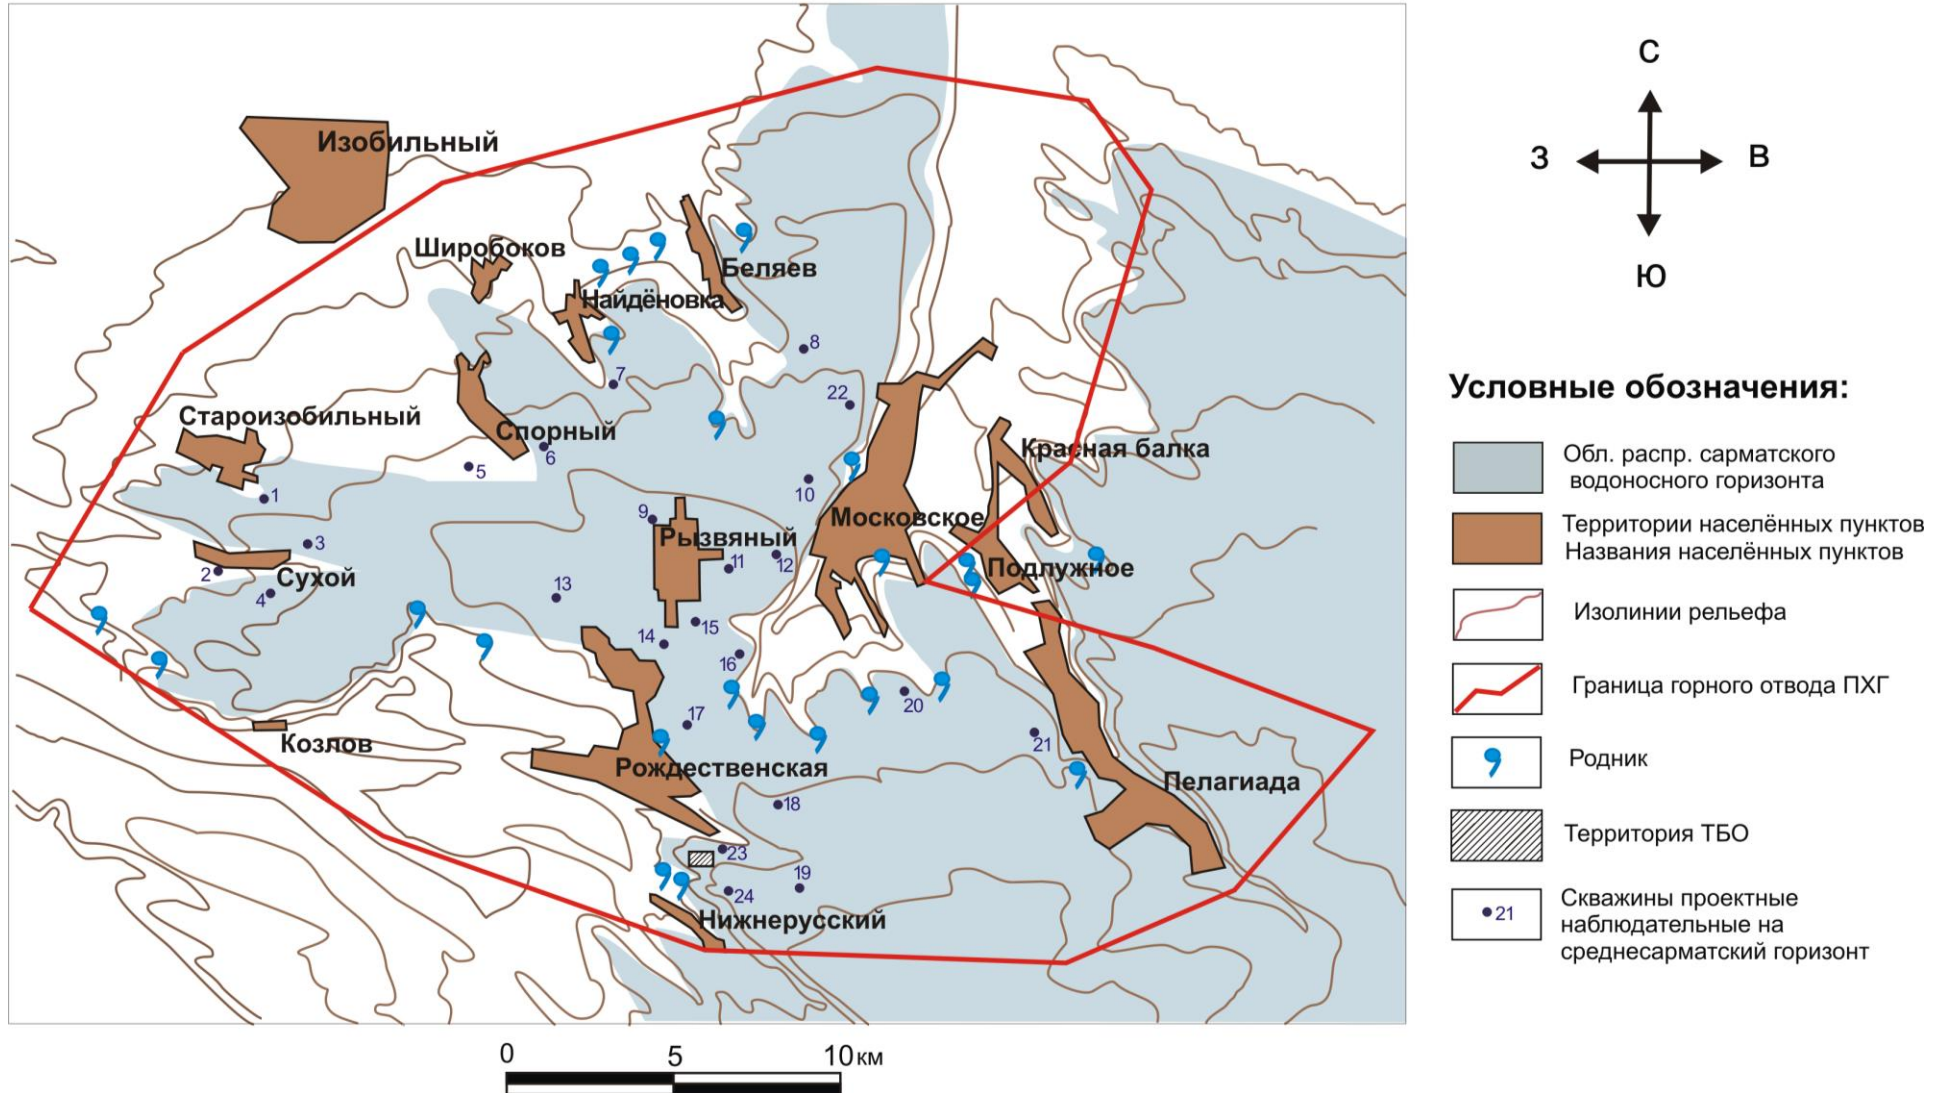 Изобильный
Широбоков
Беляев
Найдёновка
8
7
22
Староизобильный
Спорный
6
5
Красная балка
1
10
9
Московское
Рызвяный
3
12
11
Подлужное
2
Сухой
4
13
15
14
16
20
17
21
Козлов
Рождественская
Пелагиада
18
23
19
24
Нижнерусский
0
5
10 км
С
З
В
Ю
Условные обозначения:
Обл. распр. сарматского
водоносного горизонта
Территории населённых пунктов
Названия населённых пунктов
Изолинии рельефа
Граница горного отвода ПХГ
Родник
Территория ТБО
21
Скважины проектные
наблюдательные на
среднесарматский горизонт